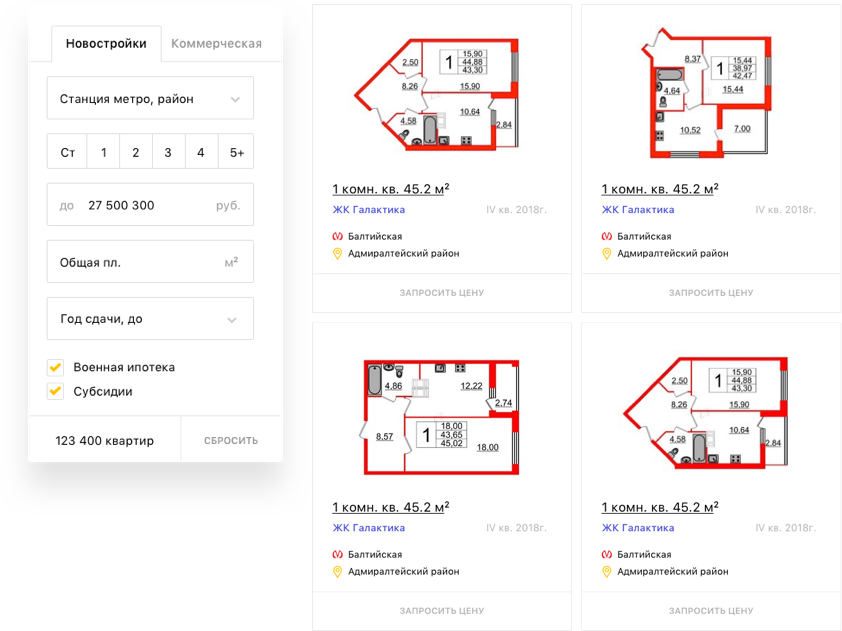 Новостройки
Коммерческая
Станция метро, район
Ст 1 2 3 4 5+
до 27 500 300 руб.
Общая пл. м²
Год сдачи, до
Военная ипотека
Субсидии
123 400 квартир
СБРОСИТЬ
2.50
1 15,90 44,88 43,30
8.26
15.90
4.58
10.64
2.84
1 комн. кв. 45.2 м²
ЖК Галактика
IV кв. 2018г.
Балтийская
Адмиралтейский район
ЗАПРОСИТЬ ЦЕНУ
8.37
1 15,44 38,97 42,47
4.64
15.44
10.52
7.00
1 комн. кв. 45.2 м²
ЖК Галактика
IV кв. 2018г.
Балтийская
Адмиралтейский район
ЗАПРОСИТЬ ЦЕНУ
4.86
12.22
2.74
8.57
1 18,00 43,65 45,02
18.00
1 комн. кв. 45.2 м²
ЖК Галактика
IV кв. 2018г.
Балтийская
Адмиралтейский район
ЗАПРОСИТЬ ЦЕНУ
2.50
1 15,90 44,88 43,30
8.26
15.90
4.58
10.64
2.84
1 комн. кв. 45.2 м²
ЖК Галактика
IV кв. 2018г.
Балтийская
Адмиралтейский район
ЗАПРОСИТЬ ЦЕНУ